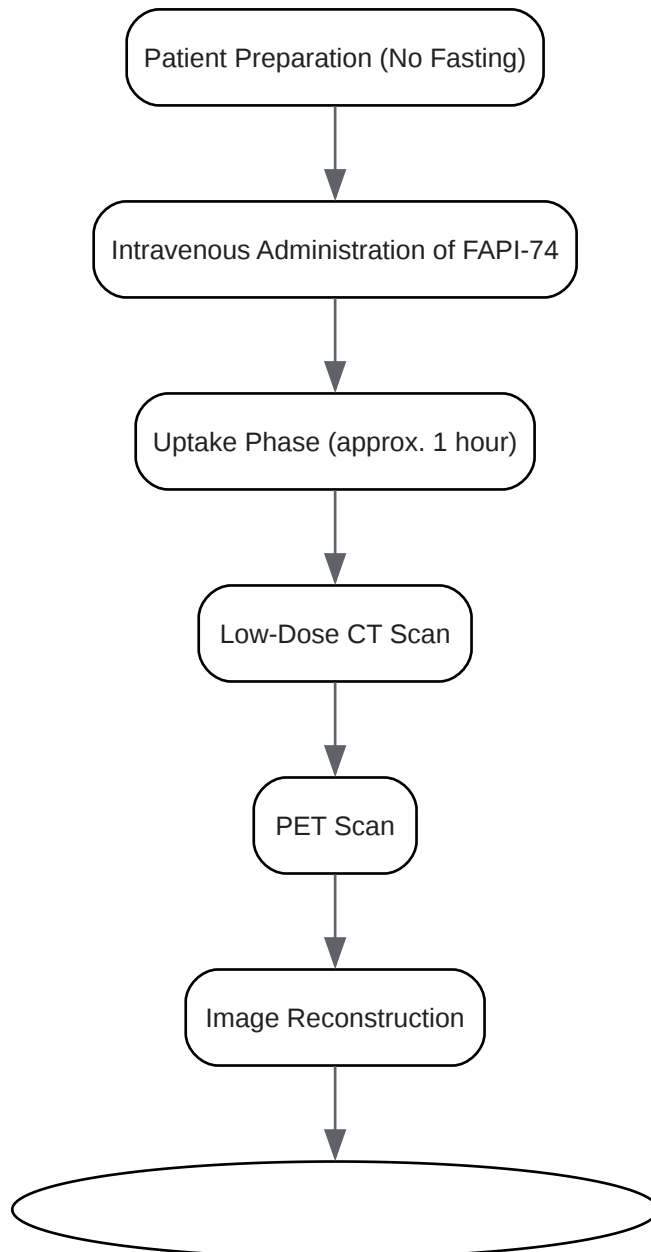 Patient Preparation (No Fasting)
Intravenous Administration of FAPI-74
Uptake Phase (approx. 1 hour)
Low-Dose CT Scan
PET Scan
Image Reconstruction